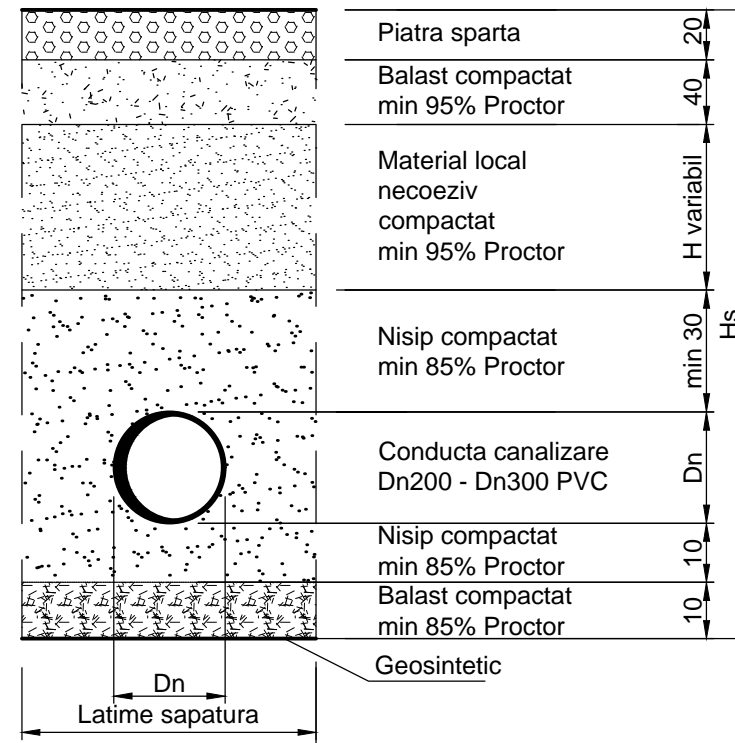 Piatra sparta
20
Balast compactat
min 95% Proctor
40
Material local
necoeziv
compactat
min 95% Proctor
H variabil
Nisip compactat
min 85% Proctor
min 30
Hs
Conducta canalizare
Dn200 - Dn300 PVC
Dn
Nisip compactat
min 85% Proctor
10
Balast compactat
min 85% Proctor
10
Geosintetic
Dn
Latime sapatura